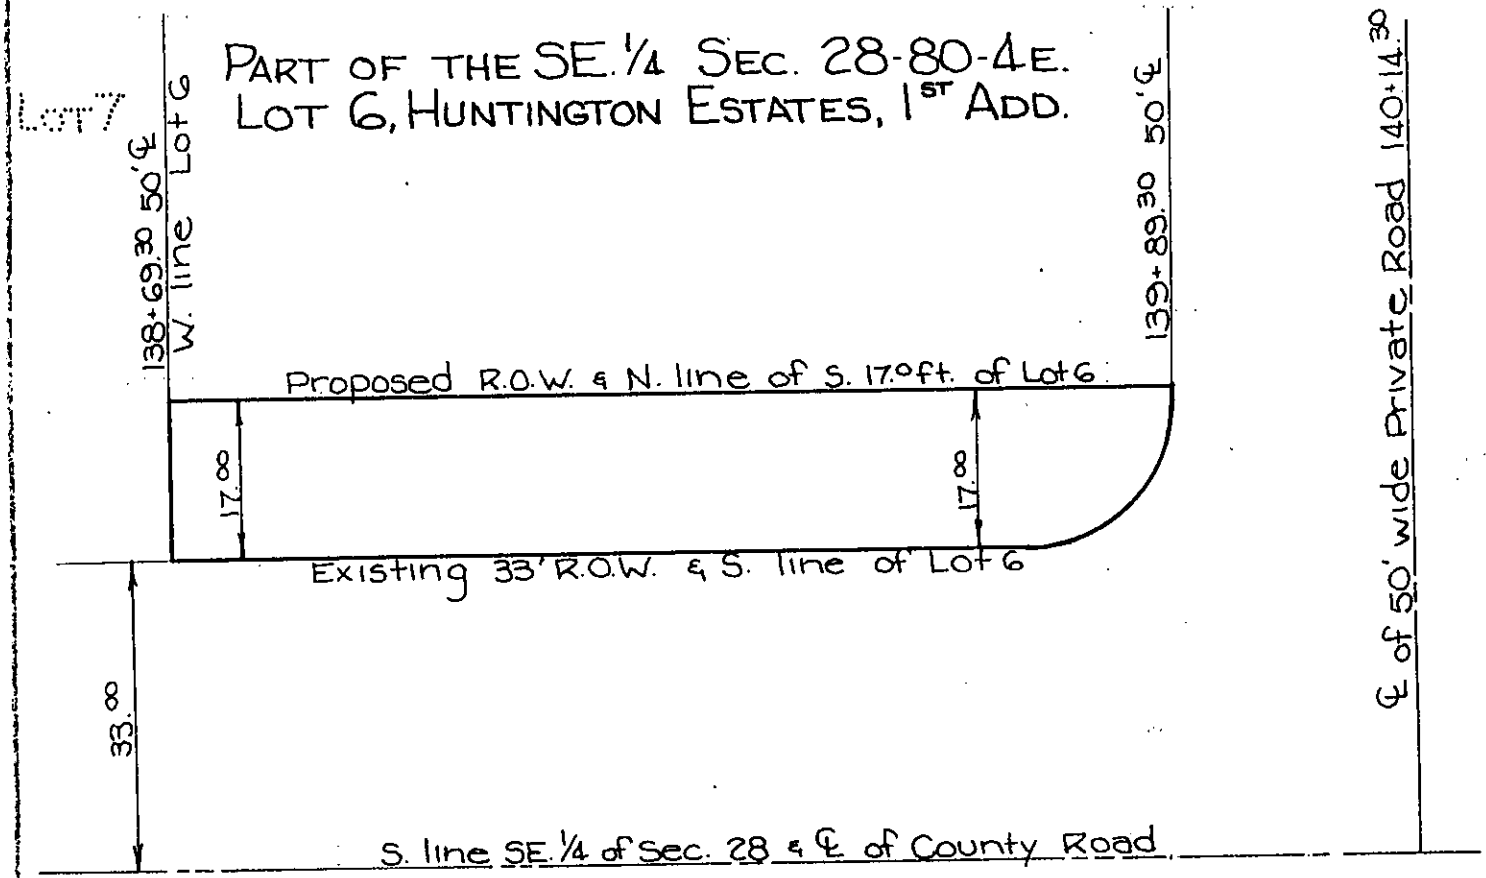 PART OF THE SE. 1/4 SEC. 28-80-4E.
LOT 6, HUNTINGTON ESTATES, 1ST ADD.
LOT 7
138+69.30 50' ℄
W. line Lot 6
139+89.30 50' ℄
℄ of 50' wide Private Road 140+14.30
Proposed R.O.W. & N. line of S. 17.0 ft. of Lot 6
17.00
17.00
Existing 33' R.O.W. & S. line of Lot 6
33.00
S. line SE. 1/4 of Sec. 28 & ℄ of County Road